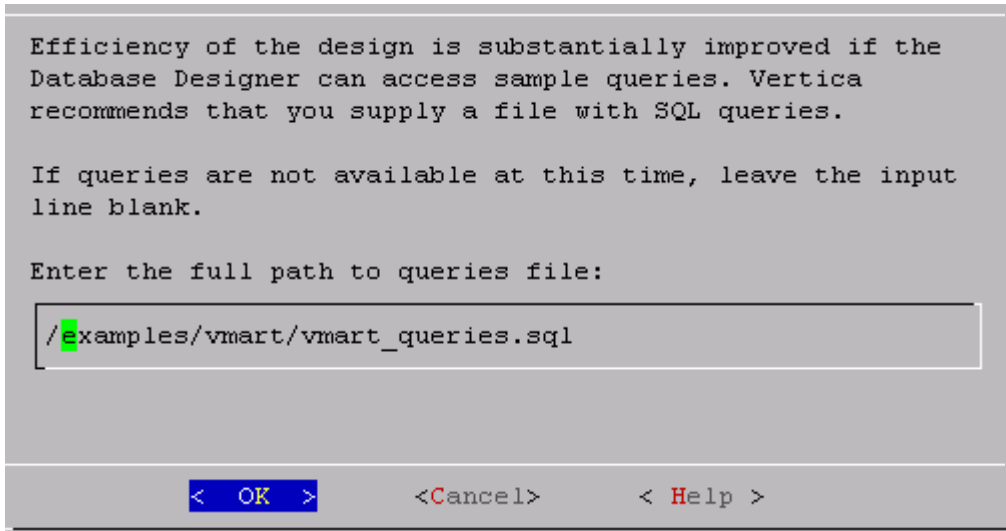 Efficiency of the design is substantially improved if the
Database Designer can access sample queries. Vertica
recommends that you supply a file with SQL queries.
If queries are not available at this time, leave the input
line blank.
Enter the full path to queries file:
/examples/vmart/vmart_queries.sql
< OK > <Cancel> < Help >